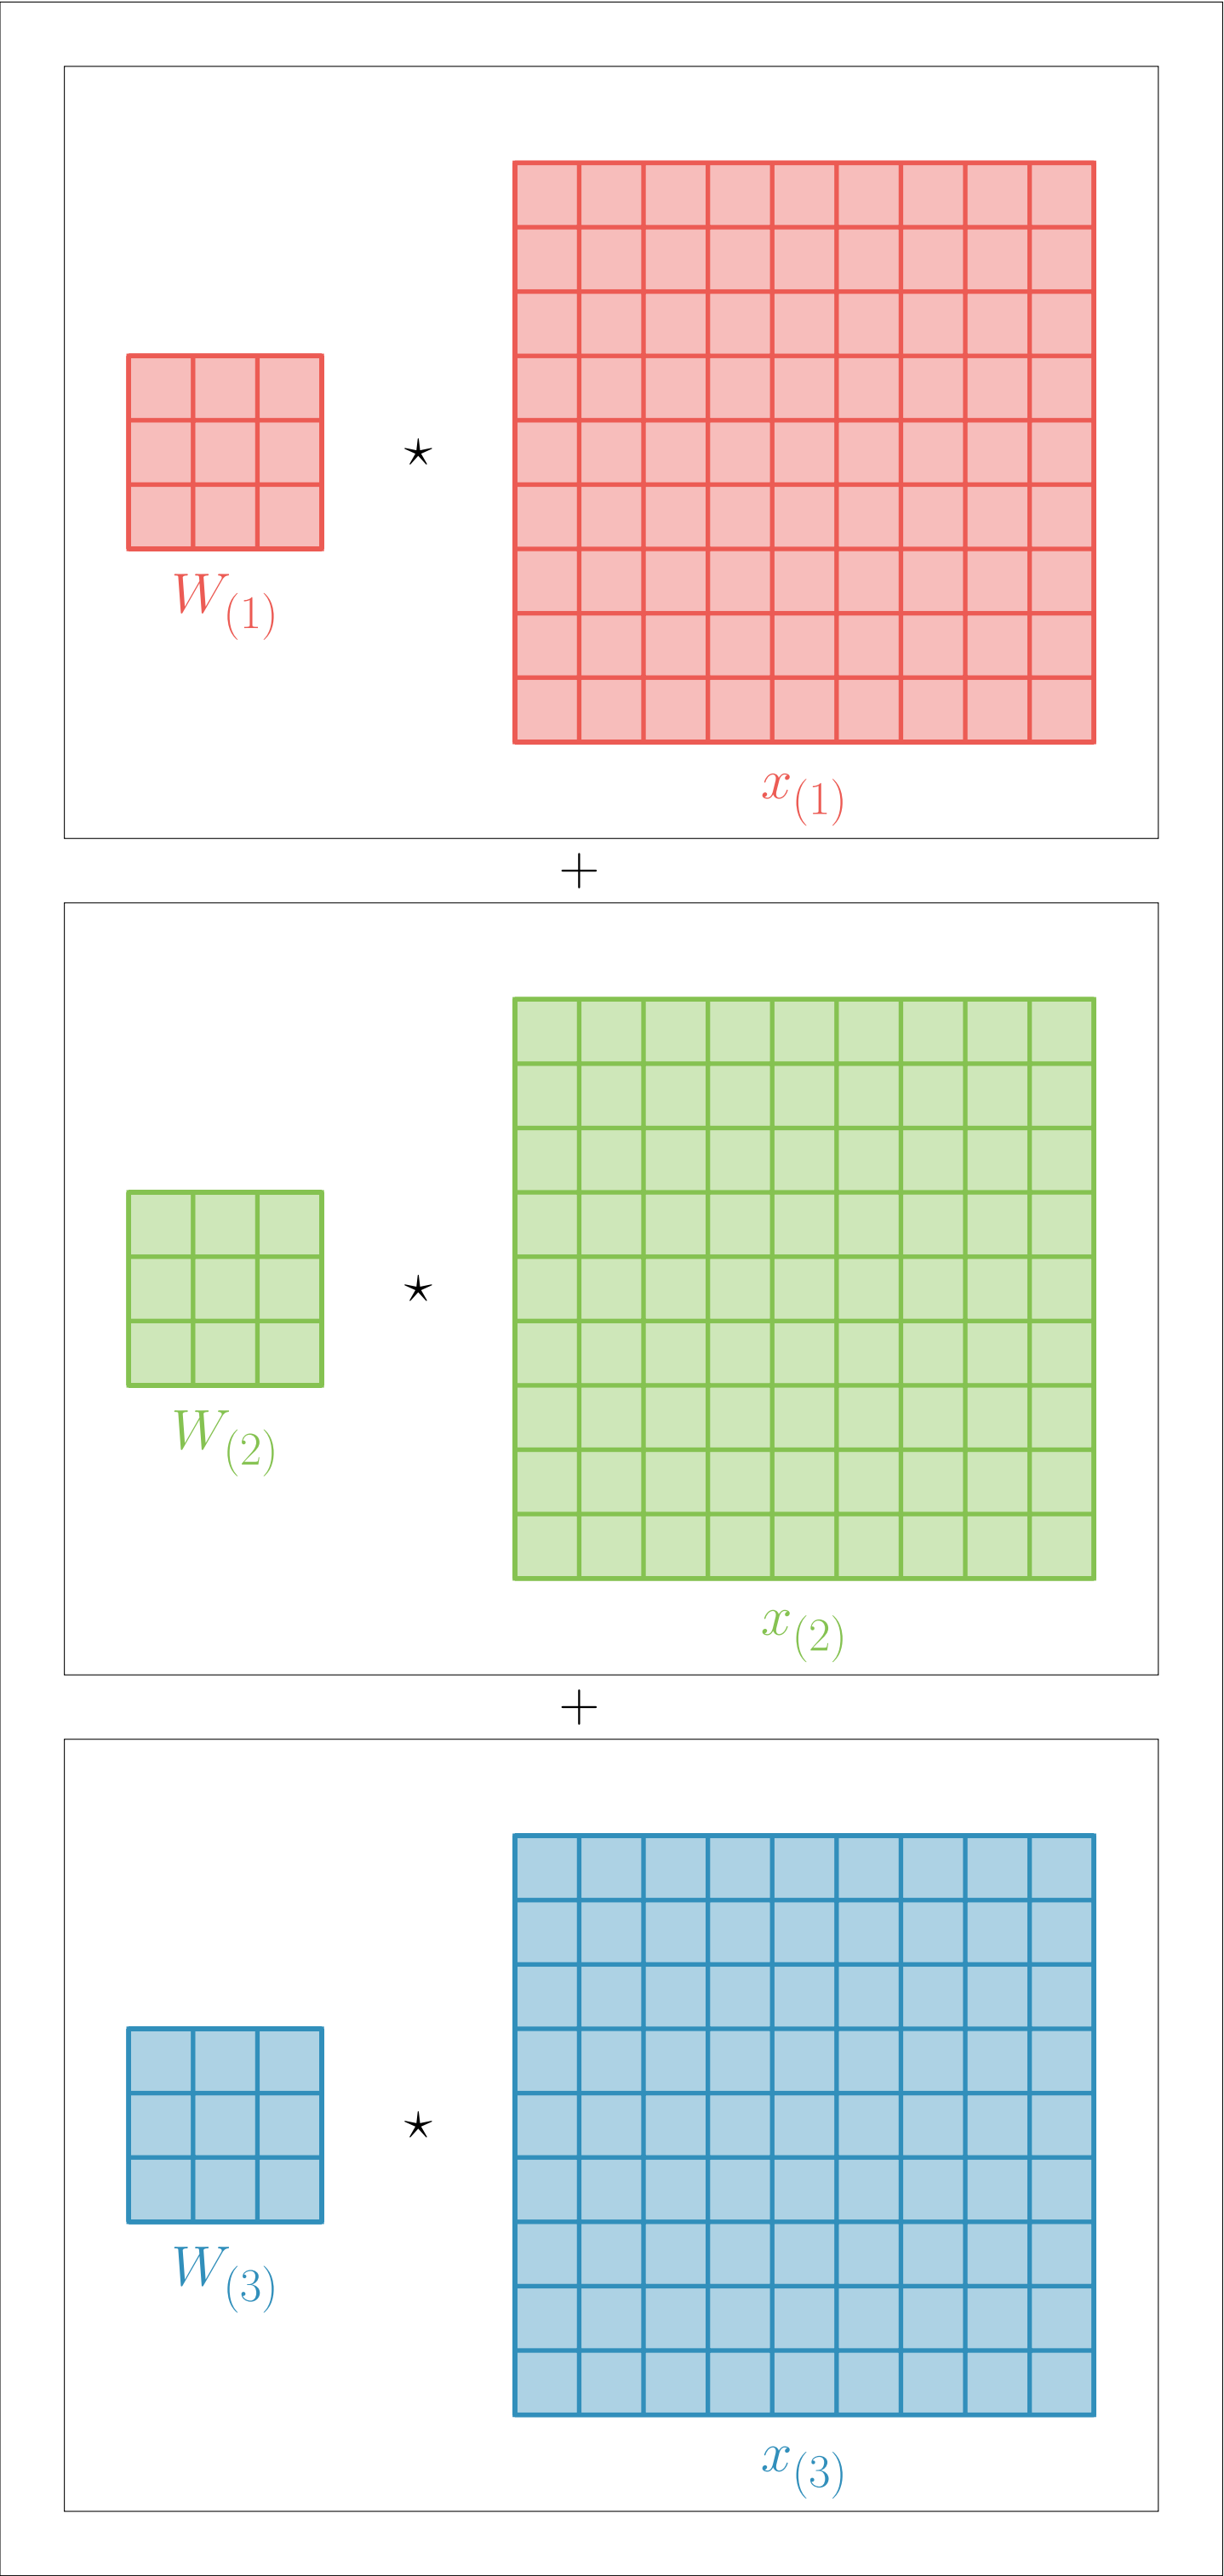 ⋆
W(1)
x(1)
+
⋆
W(2)
x(2)
+
⋆
W(3)
x(3)